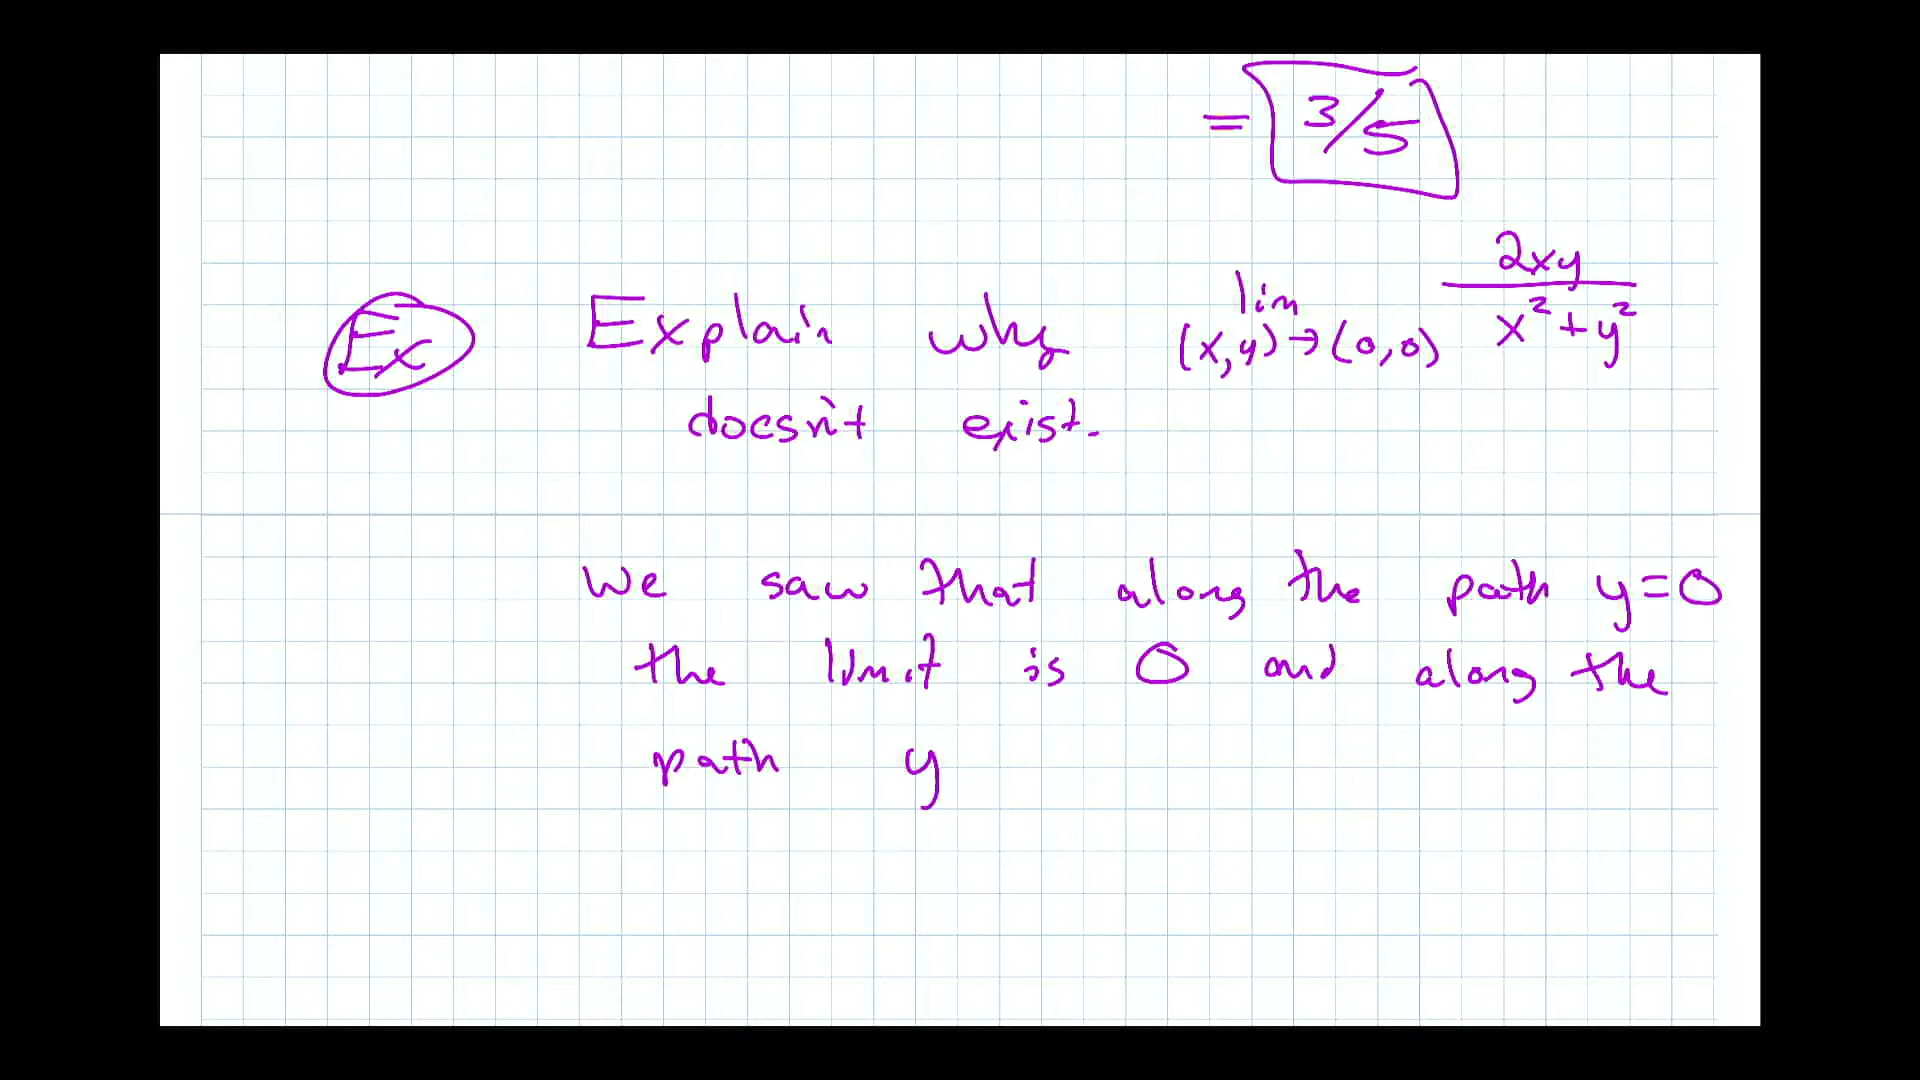 = 3/5
Ex Explain why lim (x,y)→(0,0) 2xy / x²+y²
doesn't exist.
We saw that along the path y=0
the limit is 0 and along the
path y